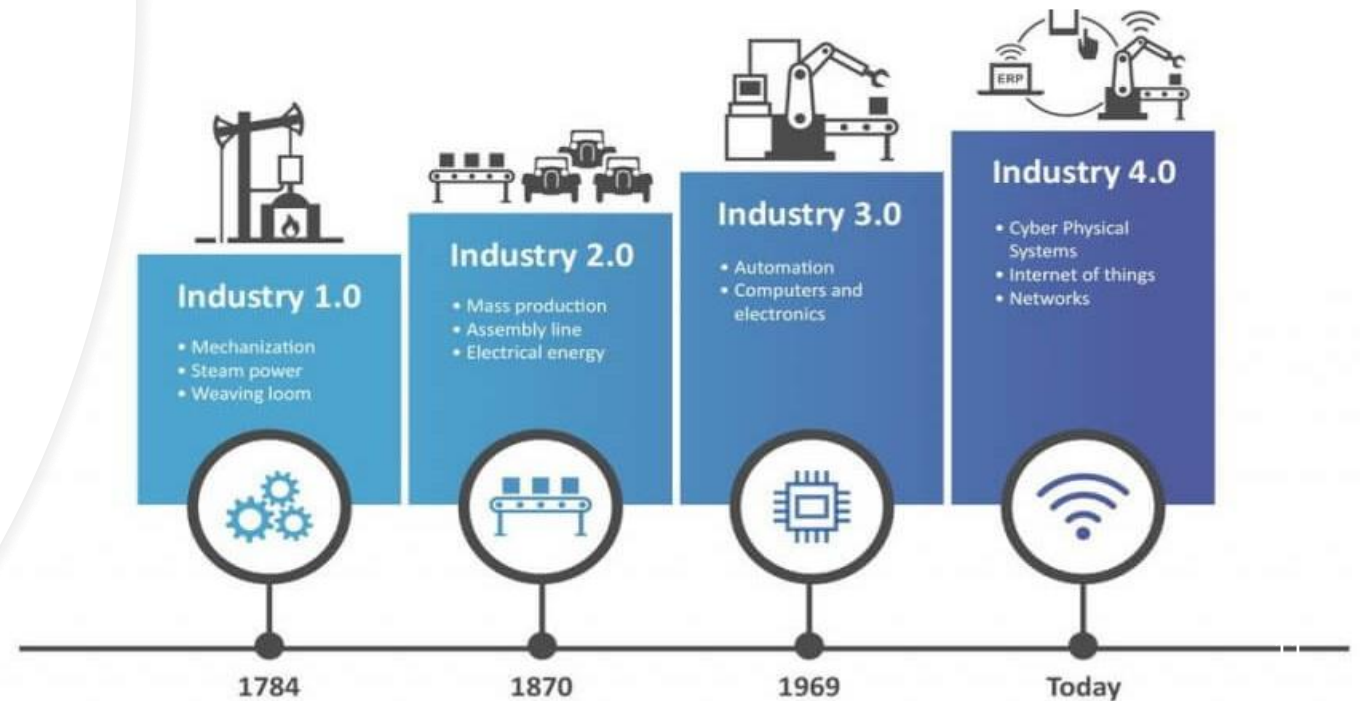 ERP
Industry 1.0
• Mechanization
• Steam power
• Weaving loom
Industry 2.0
• Mass production
• Assembly line
• Electrical energy
Industry 3.0
• Automation
• Computers and
electronics
Industry 4.0
• Cyber Physical
Systems
• Internet of things
• Networks
1784
1870
1969
Today